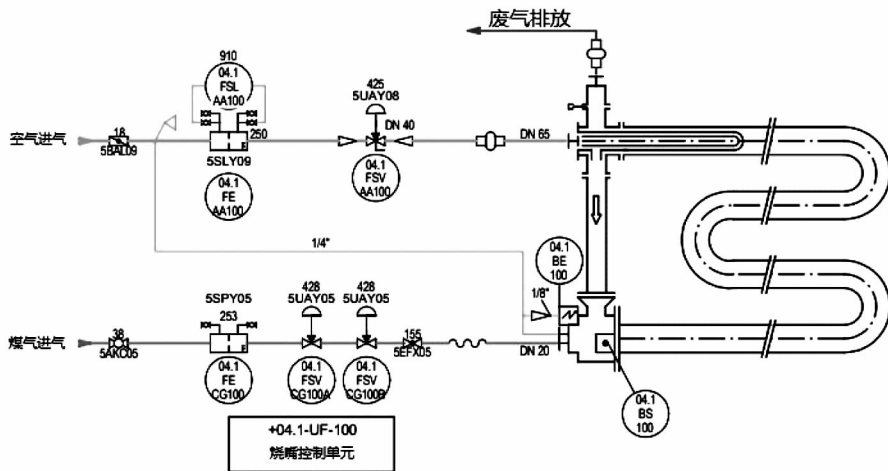 废气排放
910
04.1
FSL
AA100
425
5UAY08
DN 40
空气进气
18
5BAL09
250
DN 65
5SLY09
04.1
FSV
AA100
04.1
FE
AA100
1/4"
04.1
BE
100
1/8"
5SPY05
428
5UAY05
428
5UAY05
253
155
5EFX05
煤气进气
38
5AKC05
DN 20
04.1
FE
CG100
04.1
FSV
CG100A
04.1
FSV
CG100B
04.1
BS
100
+04.1-UF-100
烧嘴控制单元